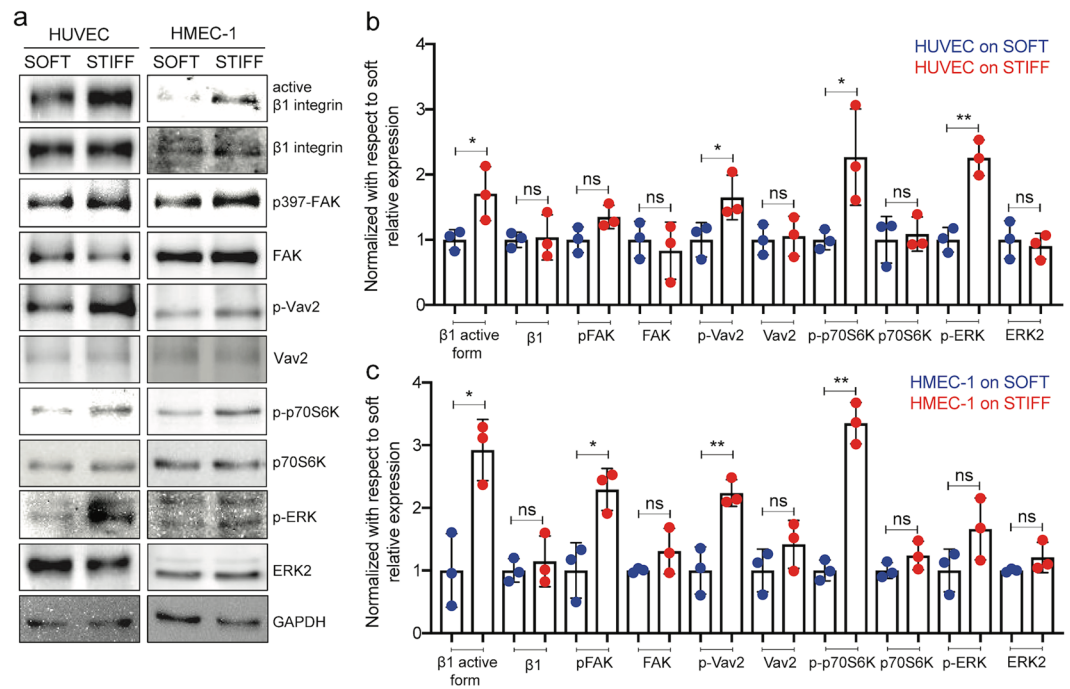 a
HUVEC
HMEC-1
SOFT
STIFF
SOFT
STIFF
active
β1 integrin
β1 integrin
p397-FAK
FAK
p-Vav2
Vav2
p-p70S6K
p70S6K
p-ERK
ERK2
GAPDH
b
HUVEC on SOFT
HUVEC on STIFF
Normalized with respect to soft
relative expression
4
3
2
1
0
*
ns
ns
ns
*
ns
*
ns
**
ns
β1 active
form
β1
pFAK
FAK
p-Vav2
Vav2
p-p70S6K
p70S6K
p-ERK
ERK2
c
HMEC-1 on SOFT
HMEC-1 on STIFF
Normalized with respect to soft
relative expression
4
3
2
1
0
*
ns
*
ns
**
ns
**
ns
ns
ns
β1 active
form
β1
pFAK
FAK
p-Vav2
Vav2
p-p70S6K
p70S6K
p-ERK
ERK2